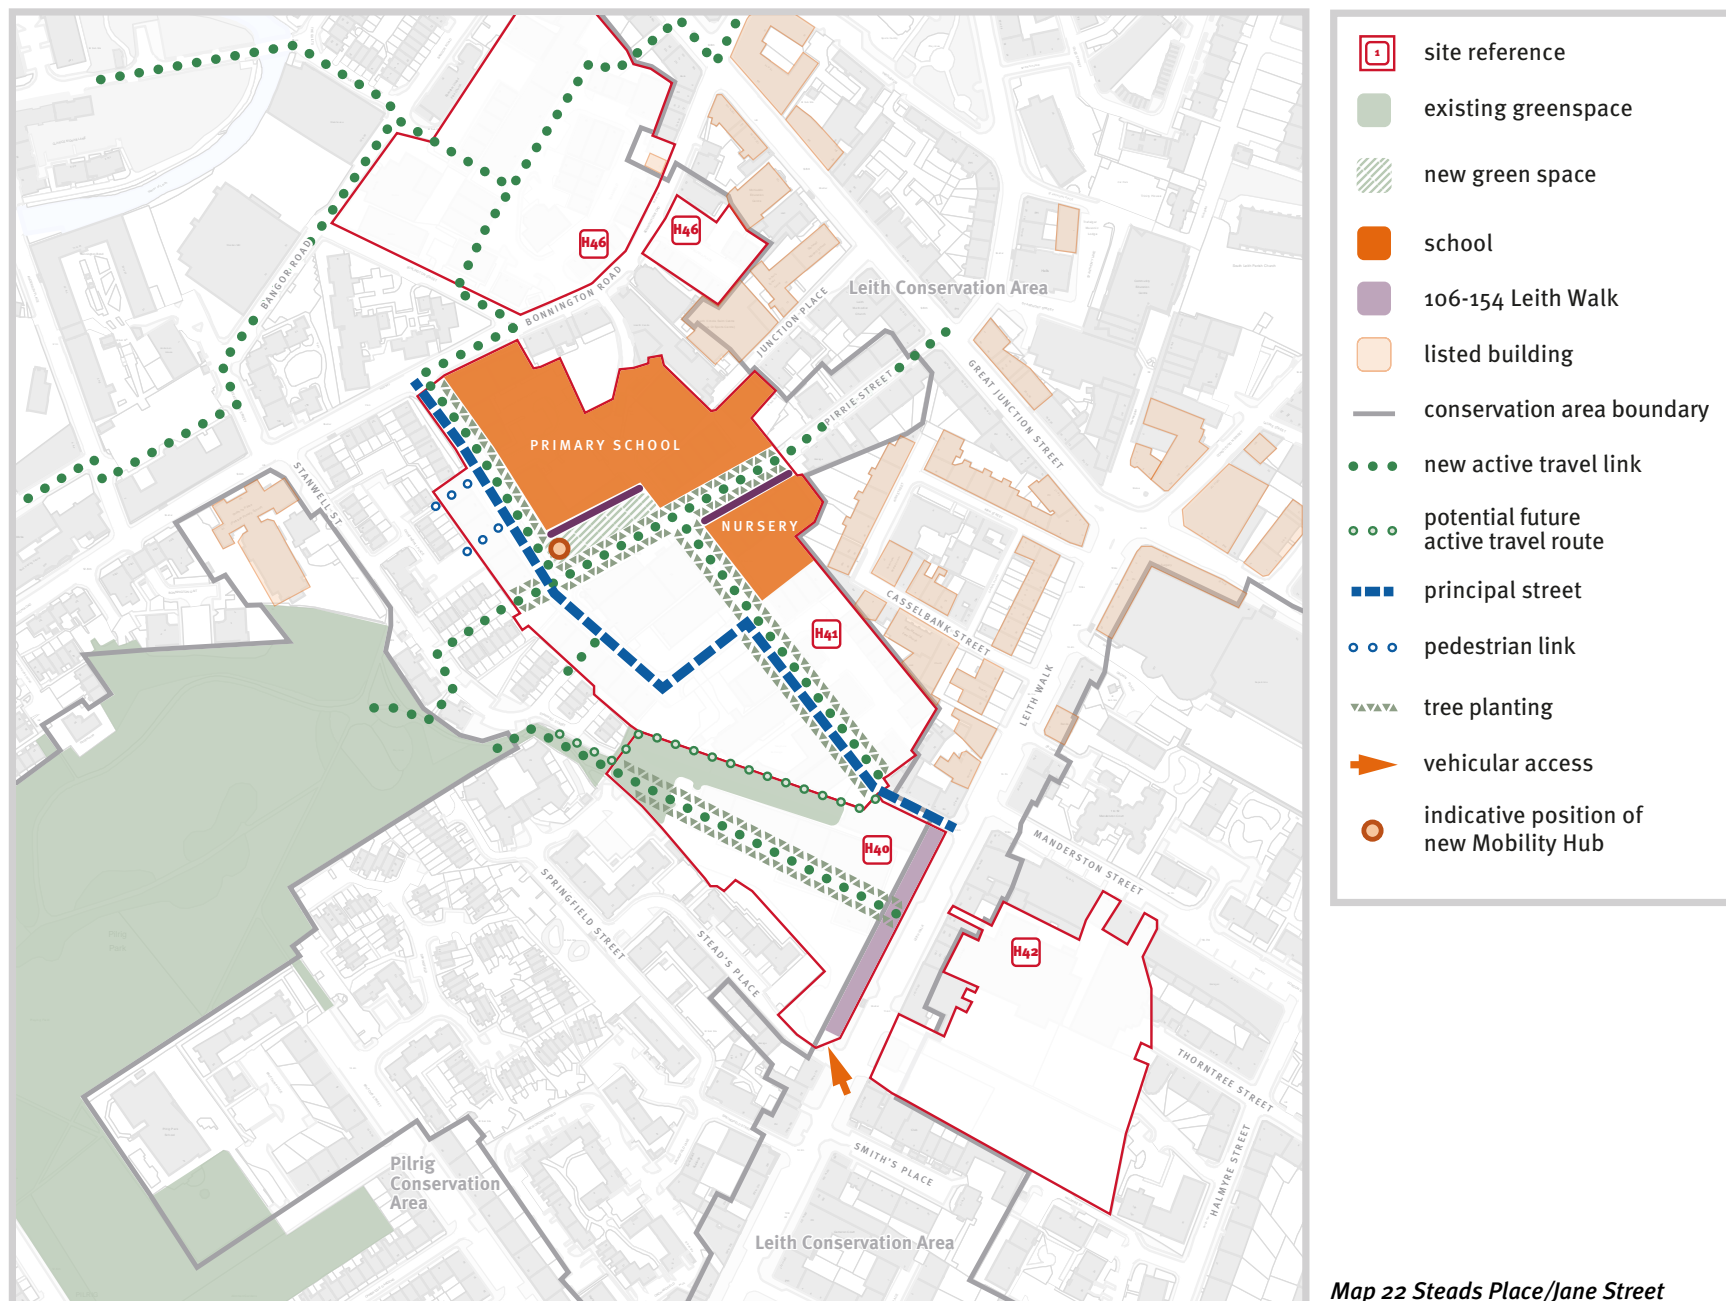 H46
H46
BANGOR ROAD
BONNINGTON ROAD
Leith Conservation Area
JUNCTION PLACE
PIRRIE STREET
GREAT JUNCTION STREET
PRIMARY SCHOOL
STANWELL ST
NURSERY
CASSELBANK STREET
H41
LEITH WALK
H40
MANDERSTON STREET
SPRINGFIELD STREET
STEAD'S PLACE
H42
Pilrig
Park
THORNTREE STREET
SMITH'S PLACE
HALMYRE STREET
Pilrig
Conservation
Area
Leith Conservation Area
1
site reference
existing greenspace
new green space
school
106-154 Leith Walk
listed building
conservation area boundary
new active travel link
potential future
active travel route
principal street
pedestrian link
tree planting
vehicular access
indicative position of
new Mobility Hub
Map 22 Steads Place/Jane Street